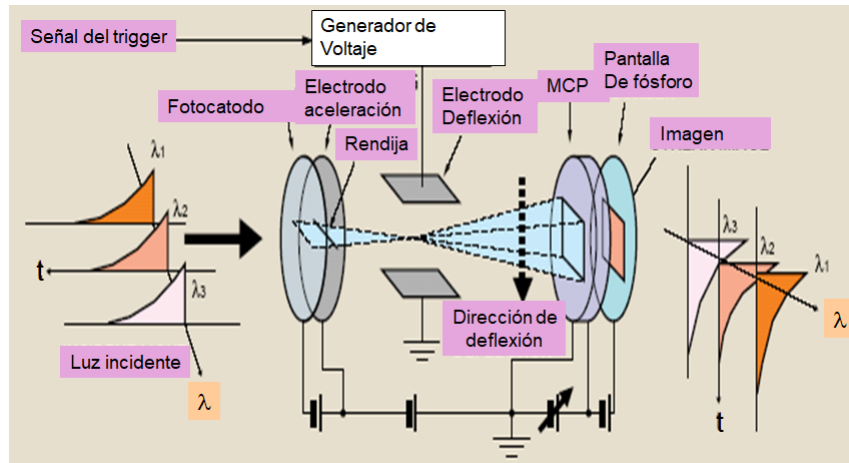 Señal del trigger
Generador de
Voltaje
Fotocatodo
Electrodo
aceleración
Rendija
Electrodo
Deflexión
MCP
Pantalla
De fósforo
Imagen
λ1
λ2
λ3
t
Luz incidente
λ
Dirección de
deflexión
λ3
λ2
λ1
λ
t